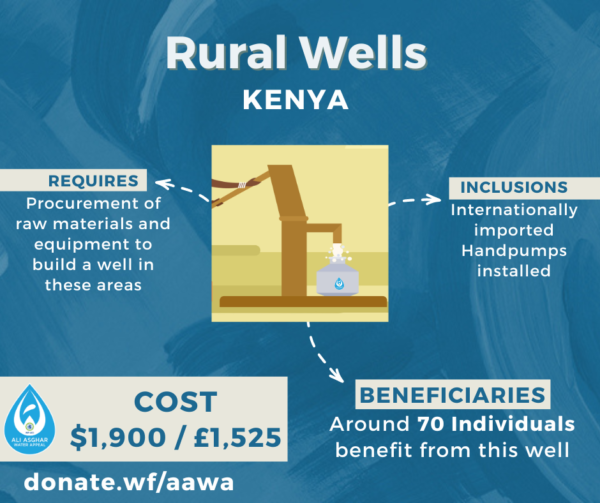 Rural Wells
KENYA
REQUIRES
Procurement of
raw materials and
equipment to
build a well in
these areas
INCLUSIONS
Internationally
imported
Handpumps
installed
BENEFICIARIES
Around 70 Individuals
benefit from this well
COST
$1,900 / £1,525
ALI ASGHAR
WATER APPEAL
donate.wf/aawa